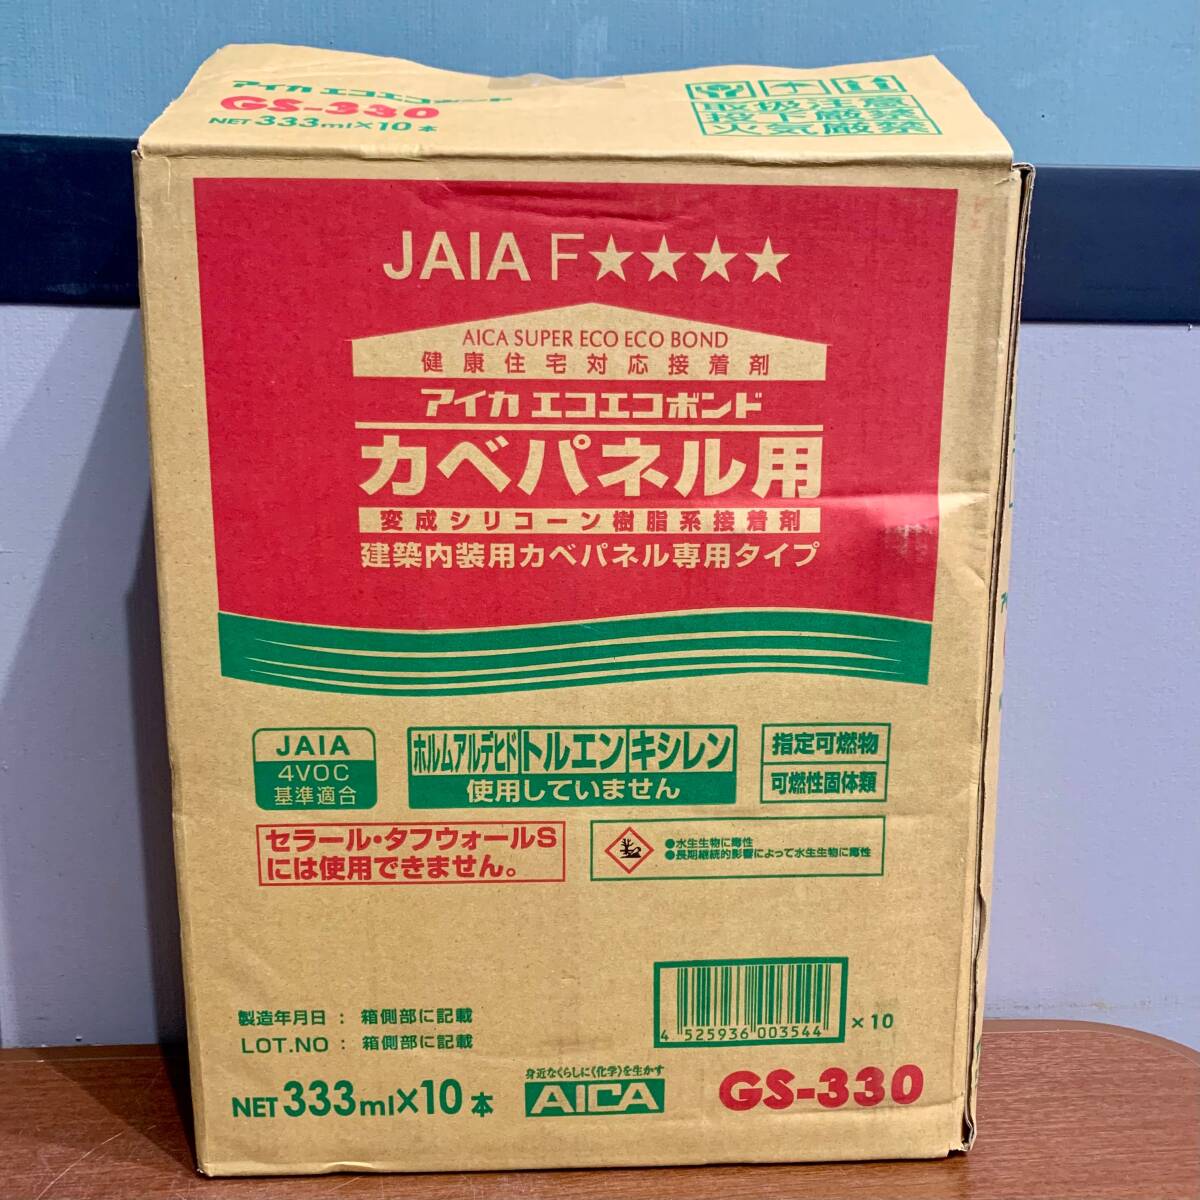 アイカ エコエコボンド
GS-330
NET 333ml×10本
取扱注意
投下厳禁
火気厳禁
JAIA F★★★★
AICA SUPER ECO ECO BOND
健康住宅対応接着剤
アイカ エコエコボンド
カベパネル用
変成シリコーン樹脂系接着剤
建築内装用カベパネル専用タイプ
JAIA
4VOC
基準適合
ホルムアルデヒド トルエン キシレン
使用していません
指定可燃物
可燃性固体類
セラール・タフウォールS
には使用できません。
●水生生物に毒性
●長期継続的影響によって水生生物に毒性
4 525936 003544
×10
製造年月日 : 箱側部に記載
LOT.NO : 箱側部に記載
NET 333ml×10本
身近なくらしに〈化学〉を生かす
AICA
GS-330